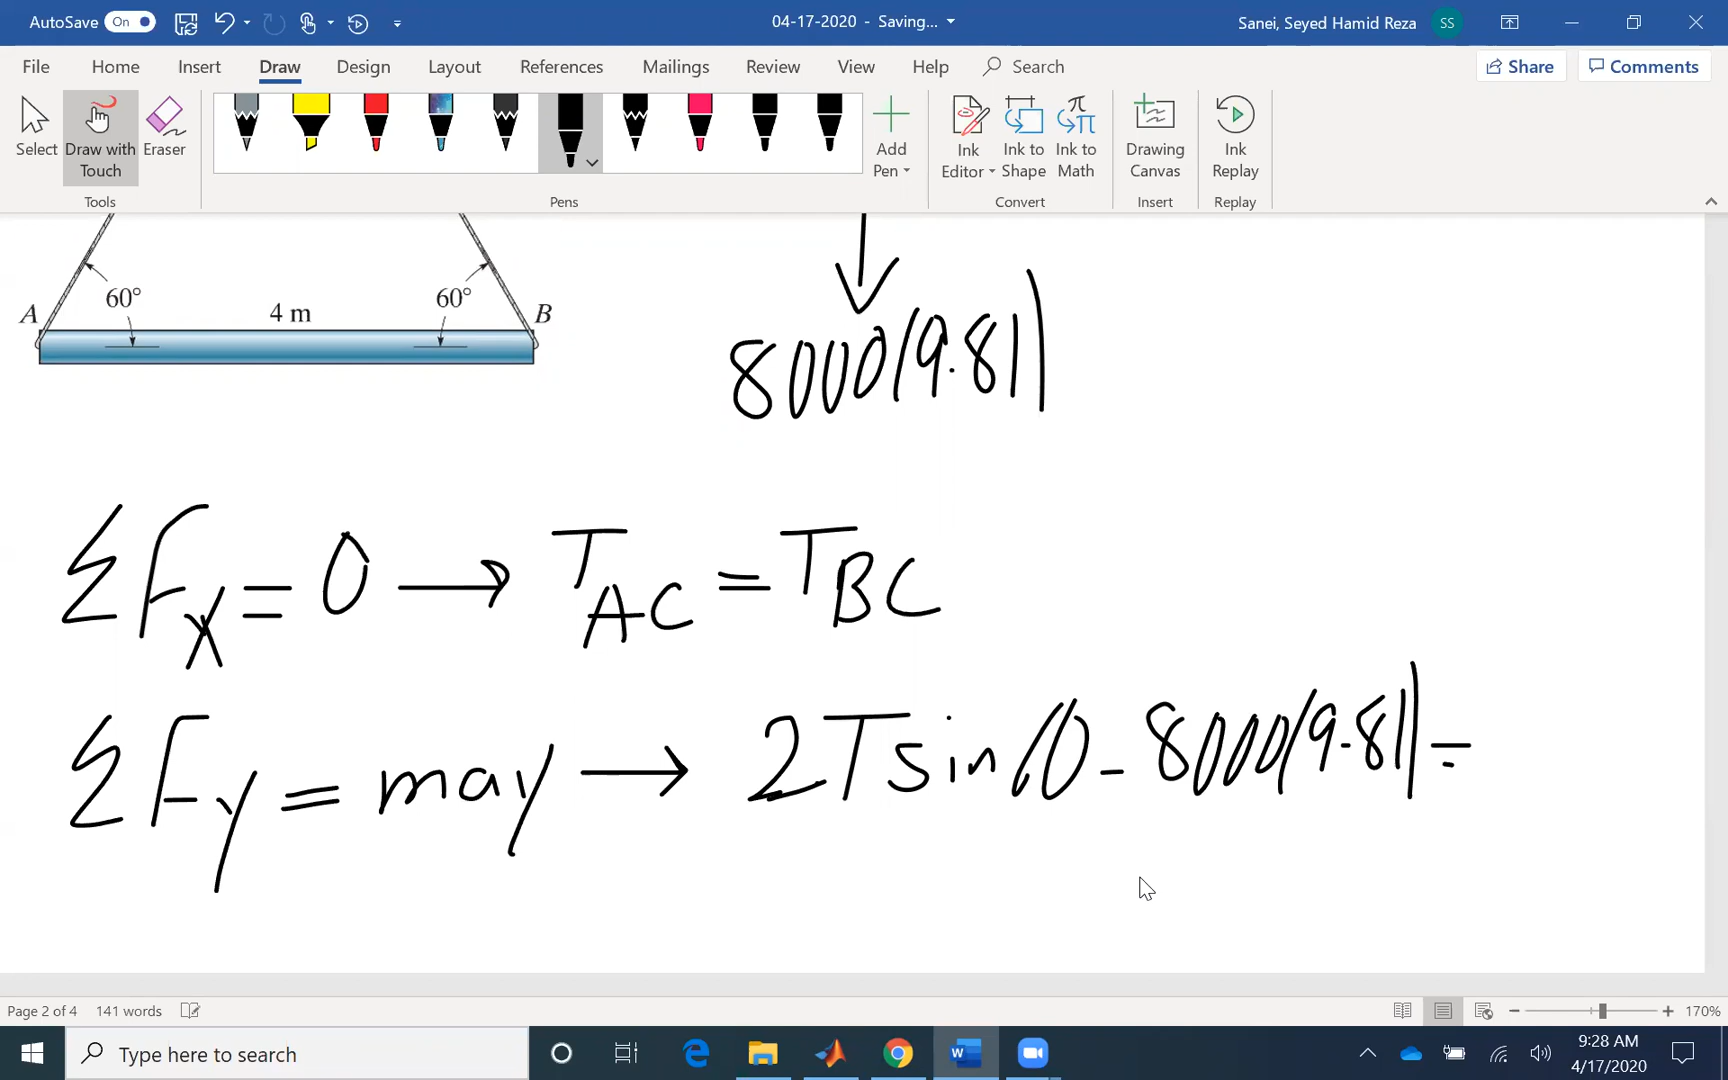 AutoSave On 04-17-2020 - Saving... Sanei, Seyed Hamid Reza SS
File Home Insert Draw Design Layout References Mailings Review View Help Search Share Comments
Select Draw with Touch Eraser Add Pen Ink Editor Ink to Shape Ink to Math Drawing Canvas Ink Replay
Tools Pens Convert Insert Replay
60° 60°
A 4 m B
8000(9.81)
ΣFx = 0 → TAC = TBC
ΣFy = may → 2T sin 60 - 8000(9.81) =
Page 2 of 4 141 words 170%
Type here to search 9:28 AM
4/17/2020